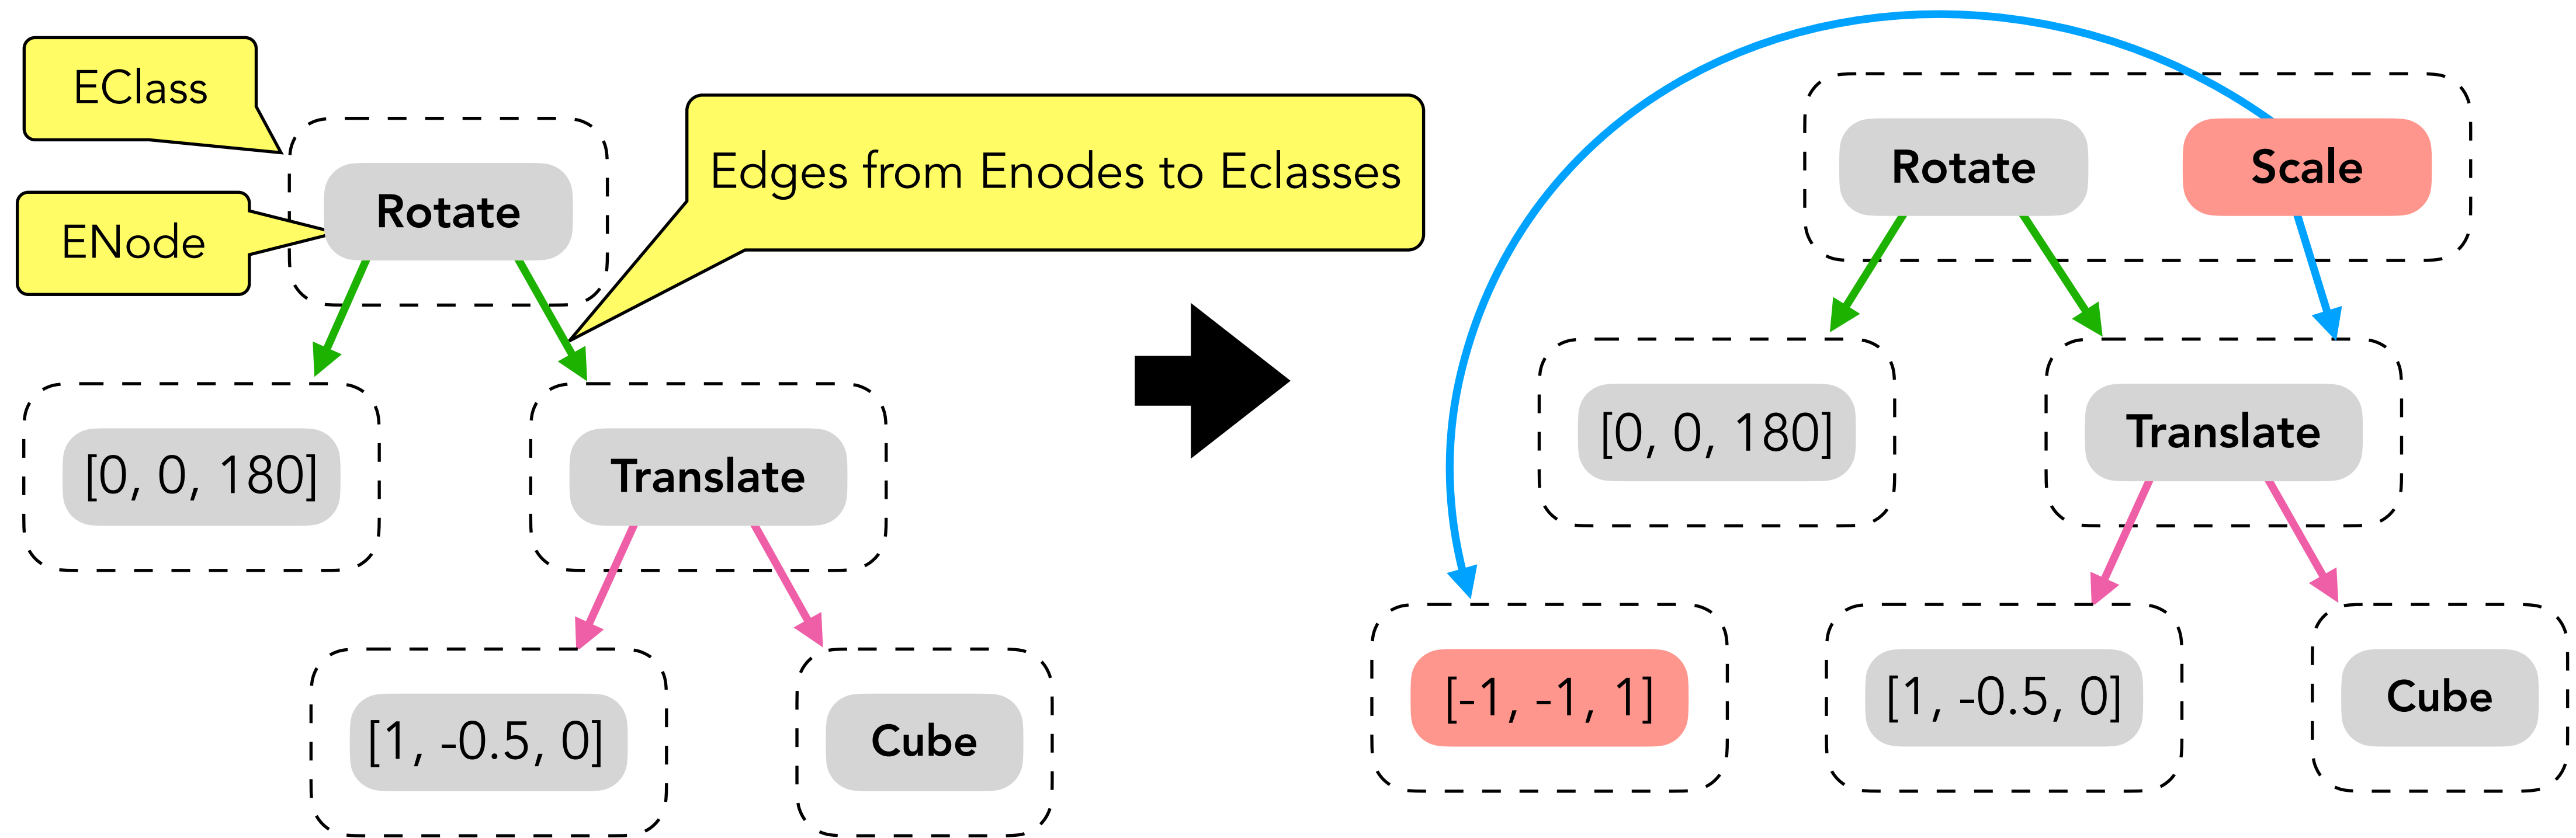 EClass
ENode
Edges from Enodes to Eclasses
Rotate
[0, 0, 180]
Translate
[1, -0.5, 0]
Cube
Rotate
Scale
[0, 0, 180]
Translate
[-1, -1, 1]
[1, -0.5, 0]
Cube